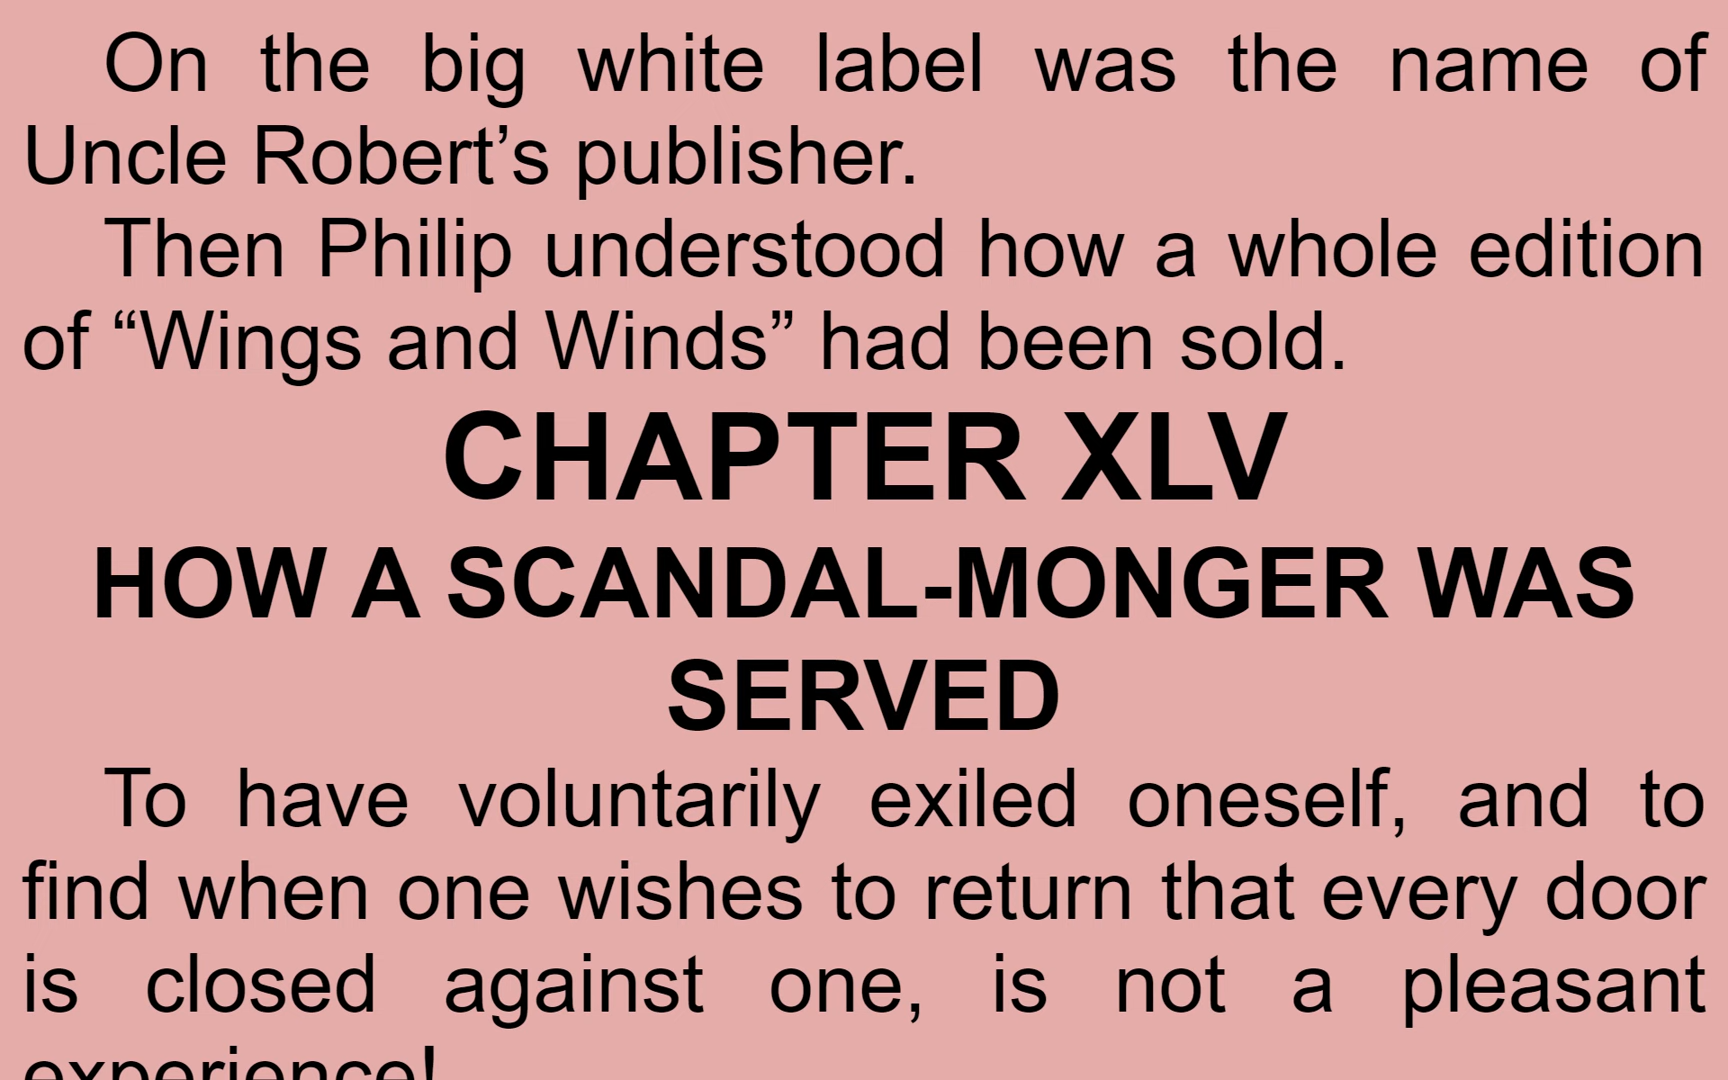 On the big white label was the name of
Uncle Robert’s publisher.
Then Philip understood how a whole edition
of “Wings and Winds” had been sold.
CHAPTER XLV
HOW A SCANDAL-MONGER WAS
SERVED
To have voluntarily exiled oneself, and to
find when one wishes to return that every door
is closed against one, is not a pleasant
experience!